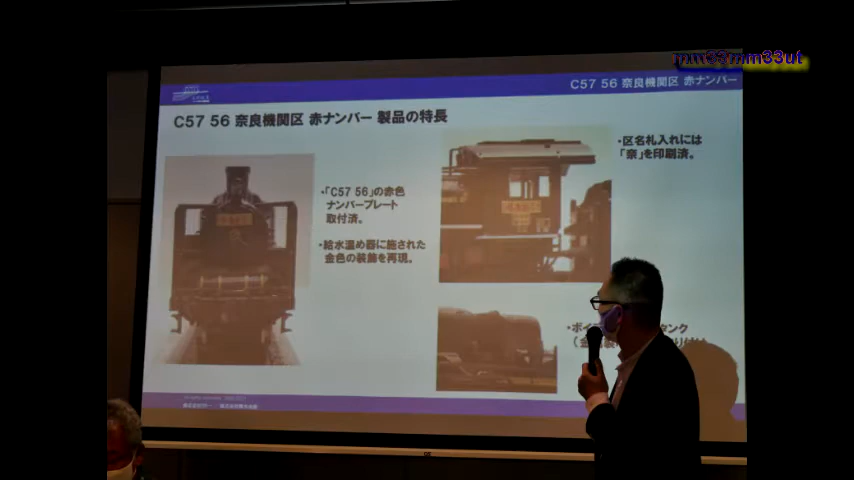 mm33mm33ut
C57 56 奈良機関区 赤ナンバー
C57 56 奈良機関区 赤ナンバー 製品の特長
・区名札入れには
「奈」を印刷済。
・「C57 56」の赤色
ナンバープレート
取付済。
・給水温め器に施された
金色の装飾を再現。